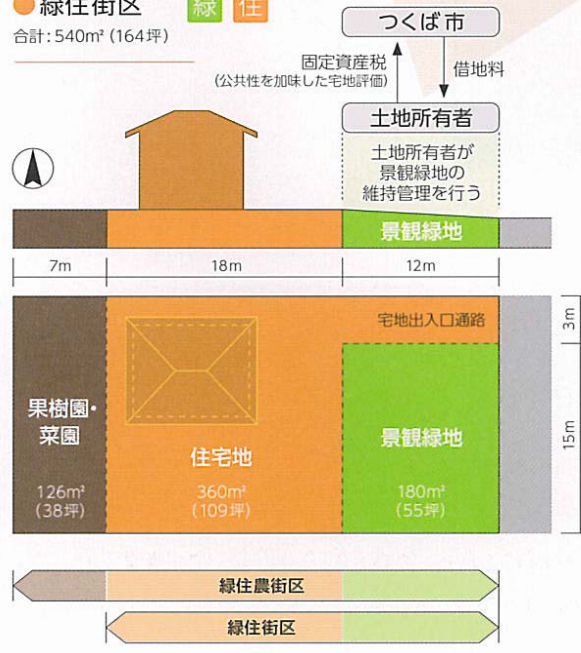 緑住街区 緑 住
合計：540m² (164坪)
つくば市
固定資産税
(公共性を加味した宅地評価)
借地料
土地所有者
土地所有者が
景観緑地の
維持管理を行う
景観緑地
7m 18m 12m
宅地出入口通路
3m
果樹園・
菜園
126m²
(38坪)
住宅地
360m²
(109坪)
景観緑地
180m²
(55坪)
15m
緑住農街区
緑住街区